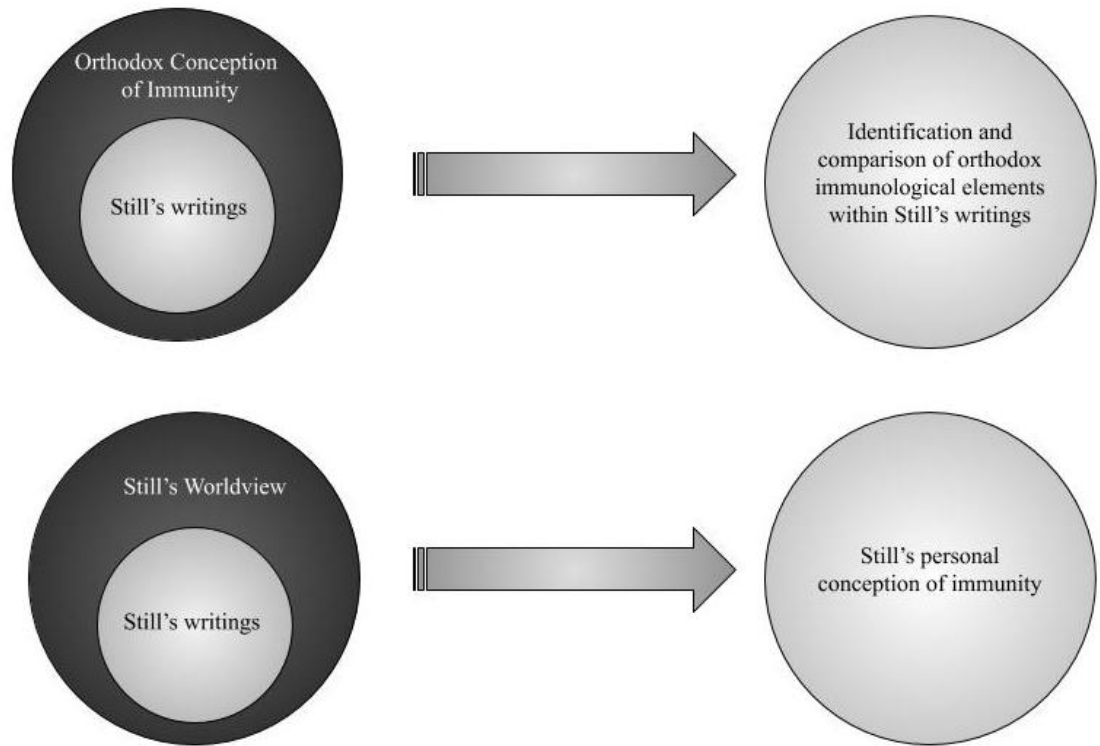 Orthodox Conception
of Immunity
Still’s writings
Identification and
comparison of orthodox
immunological elements
within Still’s writings
Still’s Worldview
Still’s writings
Still’s personal
conception of immunity